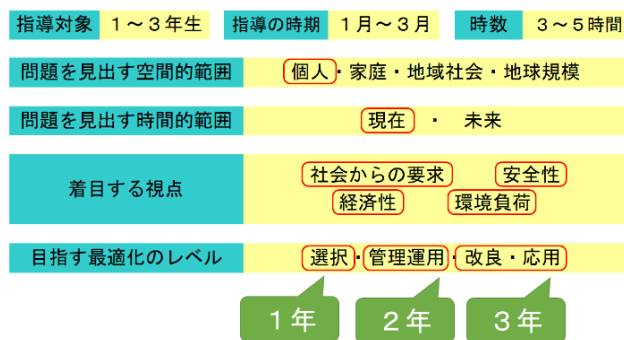 指導対象 1～3年生 指導の時期 1月～3月 時数 3～5時間
問題を見出す空間的範囲 個人・家庭・地域社会・地球規模
問題を見出す時間的範囲 現在 ・ 未来
着目する視点 社会からの要求 安全性
経済性 環境負荷
目指す最適化のレベル 選択・管理運用・改良・応用
1年 2年 3年